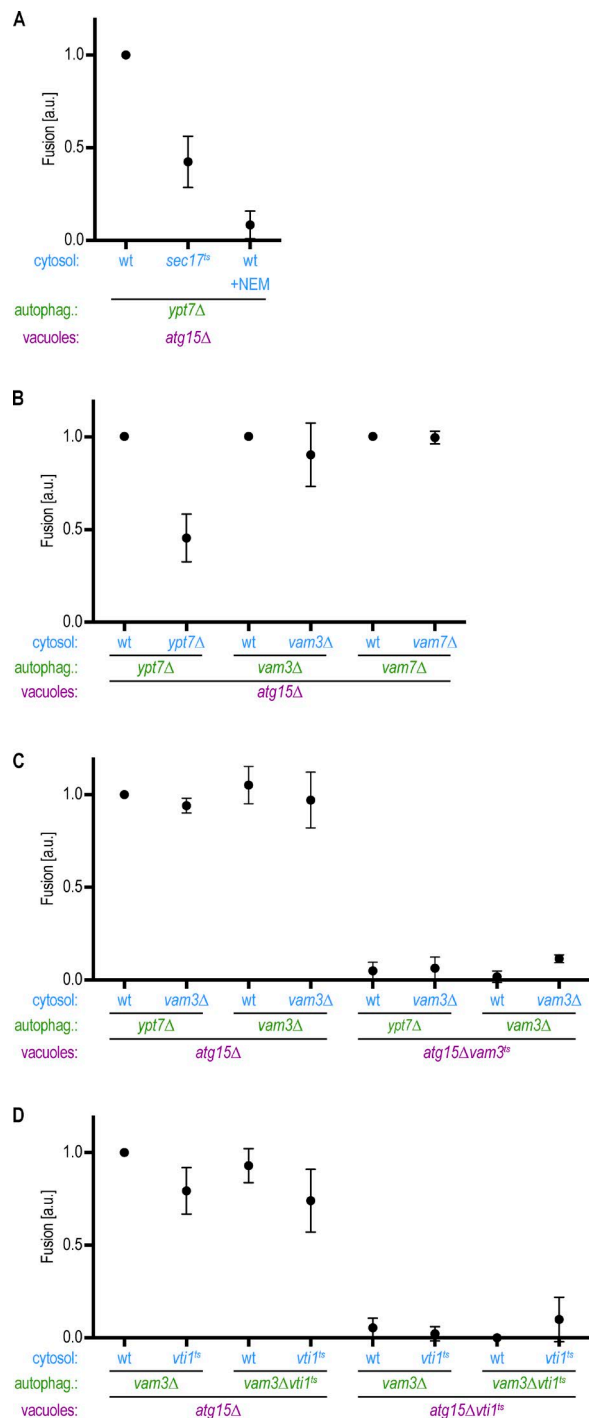 A
1.0
0.5
0.0
Fusion [a.u.]
cytosol: wt sec17ts wt
+NEM
autophag.: ypt7Δ
vacuoles: atg15Δ
B
1.0
0.5
0.0
Fusion [a.u.]
cytosol: wt ypt7Δ wt vam3Δ wt vam7Δ
autophag.: ypt7Δ vam3Δ vam7Δ
vacuoles: atg15Δ
C
1.0
0.5
0.0
Fusion [a.u.]
cytosol: wt vam3Δ wt vam3Δ wt vam3Δ wt vam3Δ
autophag.: ypt7Δ vam3Δ ypt7Δ vam3Δ
vacuoles: atg15Δ atg15Δvam3ts
D
1.0
0.5
0.0
Fusion [a.u.]
cytosol: wt vti1ts wt vti1ts wt vti1ts wt vti1ts
autophag.: vam3Δ vam3Δvti1ts vam3Δ vam3Δvti1ts
vacuoles: atg15Δ atg15Δvti1ts